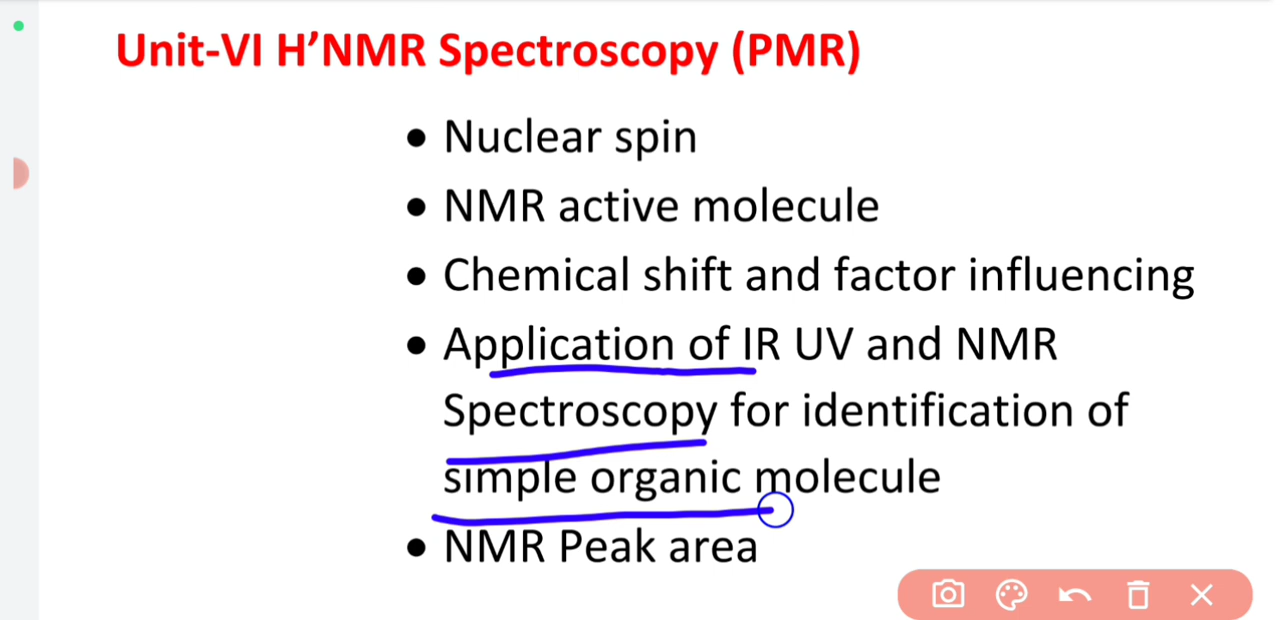 Unit-VI H’NMR Spectroscopy (PMR)
• Nuclear spin
• NMR active molecule
• Chemical shift and factor influencing
• Application of IR UV and NMR
Spectroscopy for identification of
simple organic molecule
• NMR Peak area